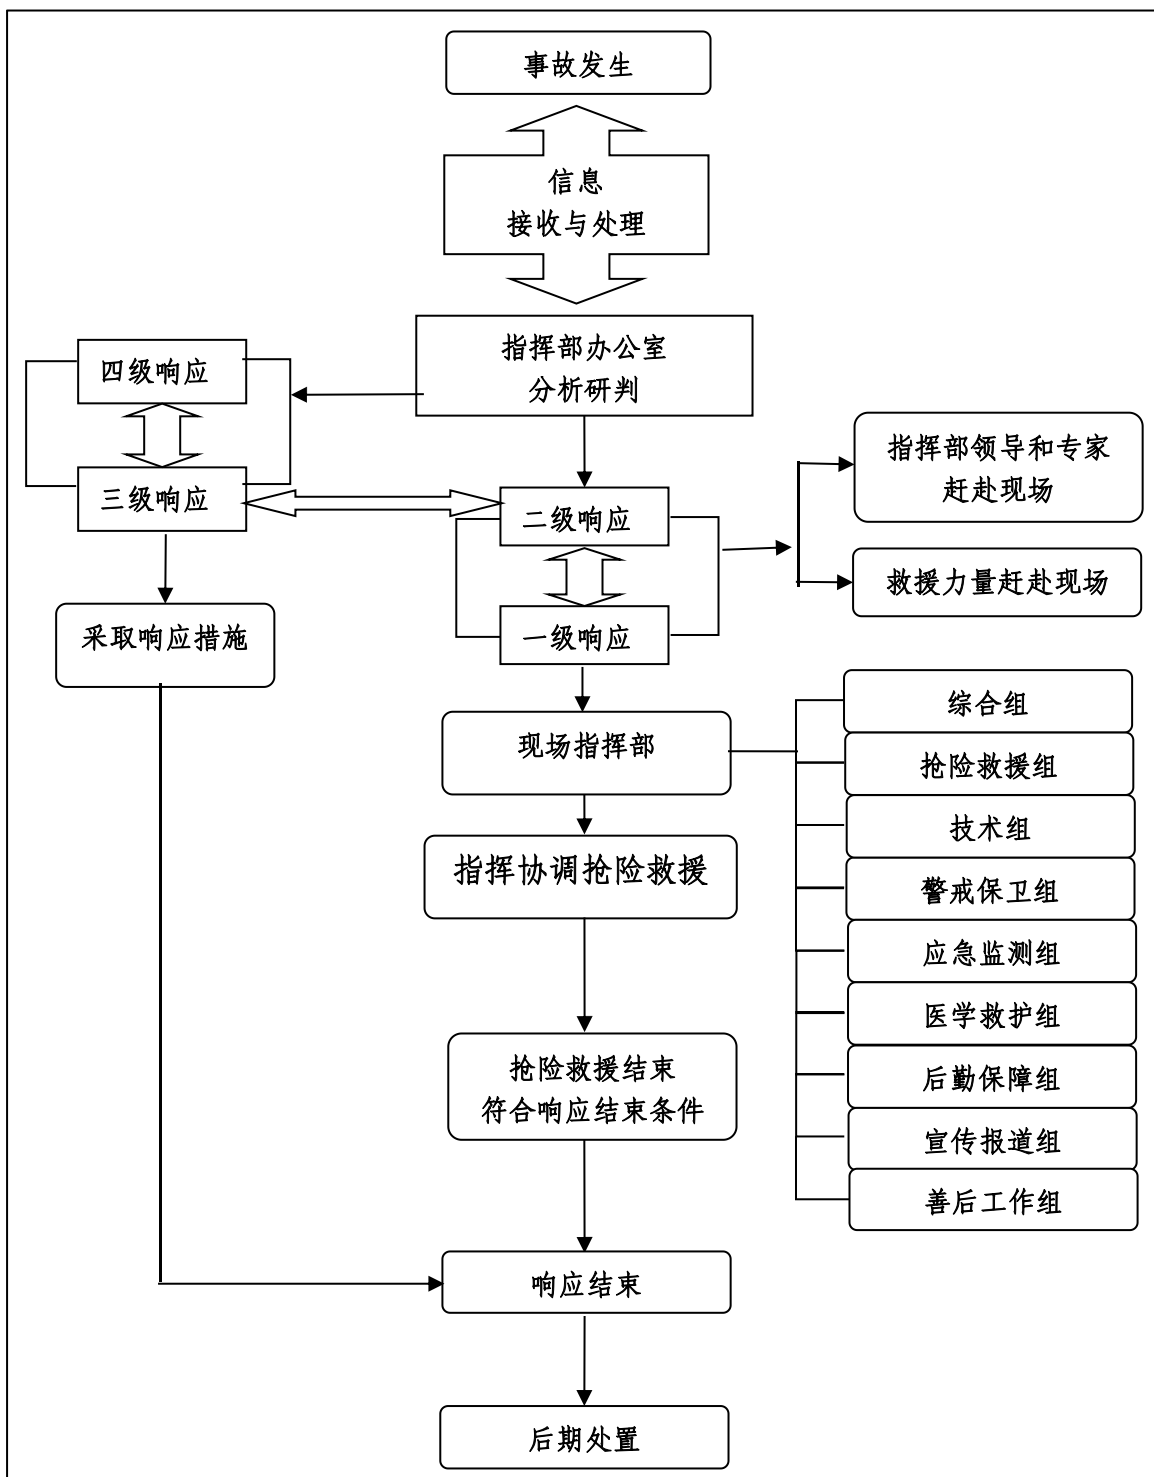 事故发生
信息
接收与处理
指挥部办公室
分析研判
四级响应
三级响应
二级响应
一级响应
指挥部领导和专家
赶赴现场
救援力量赶赴现场
采取响应措施
现场指挥部
综合组
抢险救援组
技术组
警戒保卫组
应急监测组
医学救护组
后勤保障组
宣传报道组
善后工作组
指挥协调抢险救援
抢险救援结束
符合响应结束条件
响应结束
后期处置